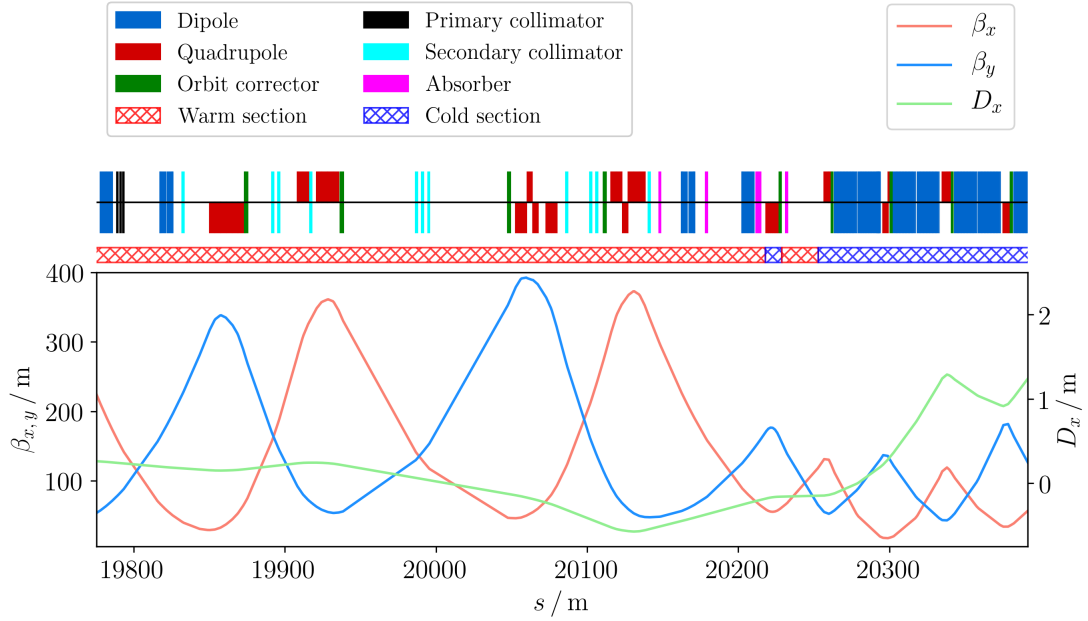 Dipole
Quadrupole
Orbit corrector
Warm section
Primary collimator
Secondary collimator
Absorber
Cold section
βx
βy
Dx
400
300
200
100
βx, y / m
2
1
0
Dx / m
19800 19900 20000 20100 20200 20300
s / m